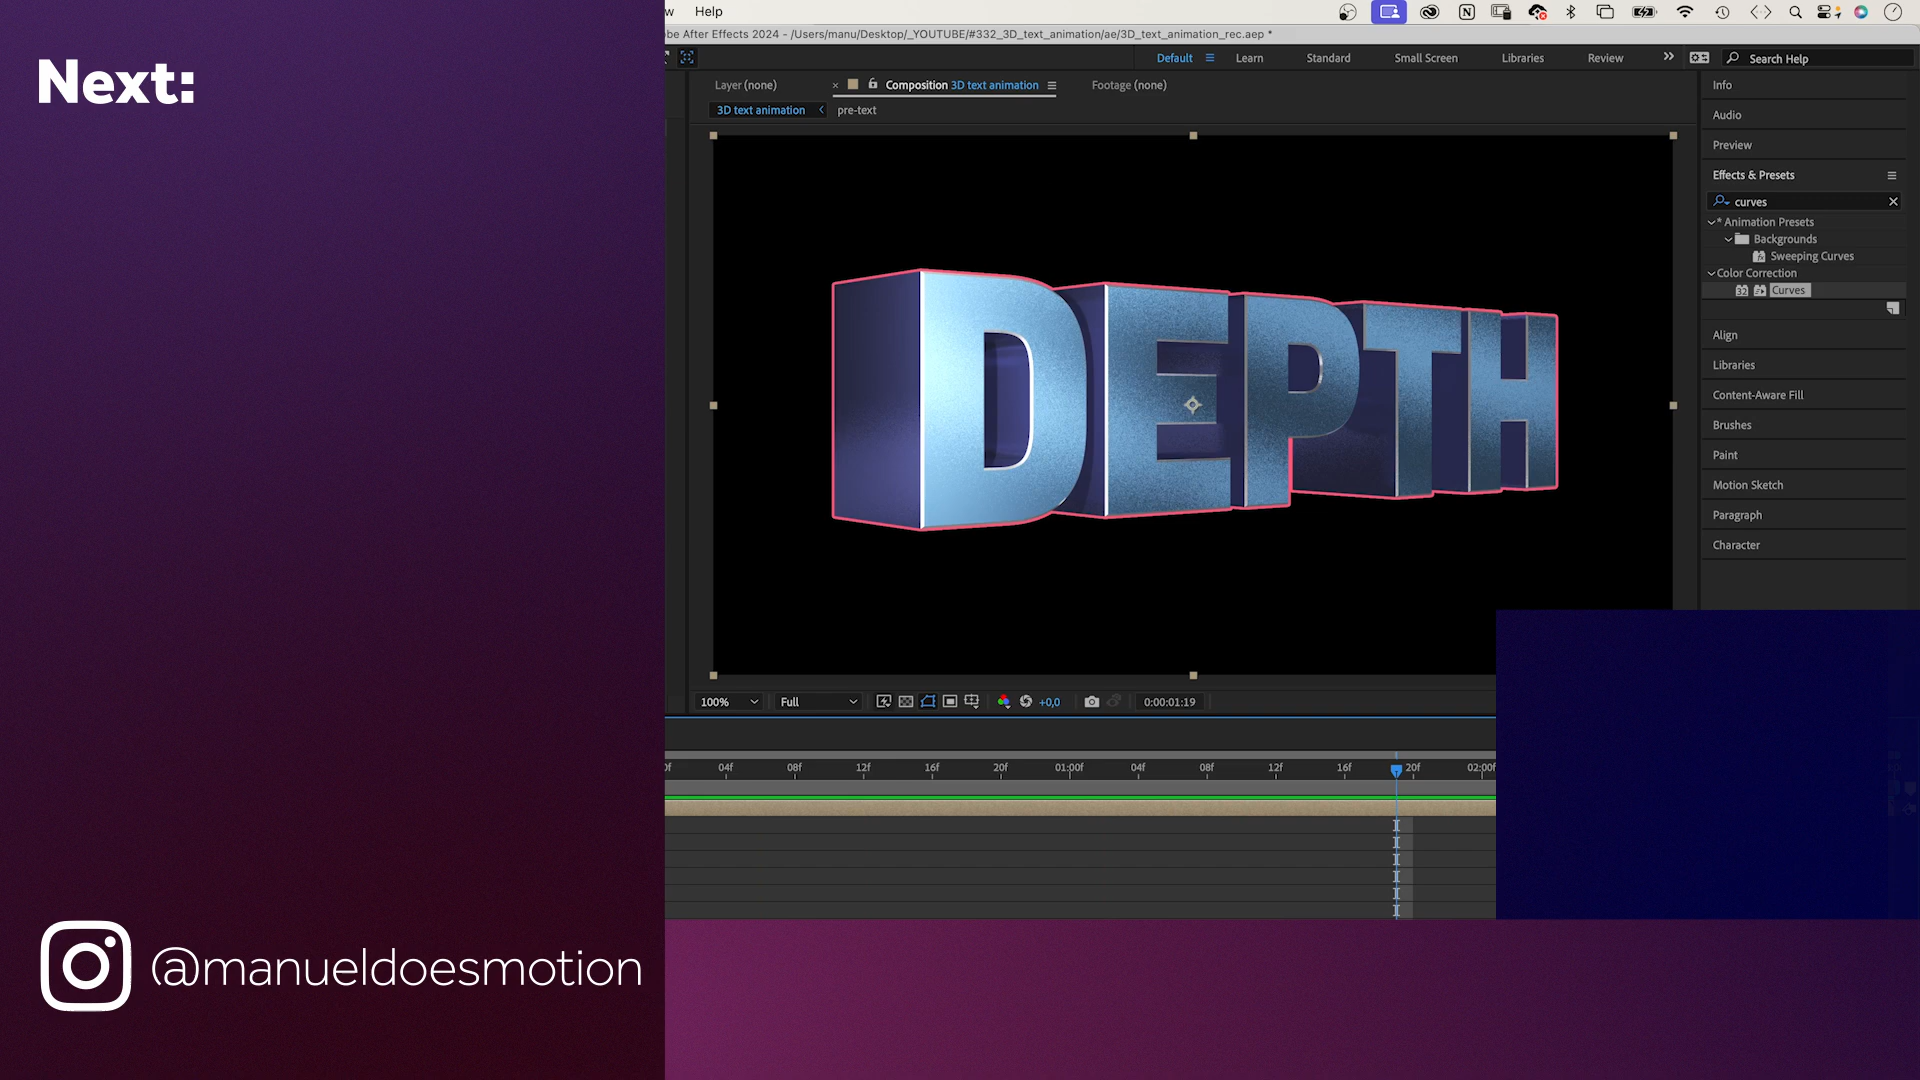 Next:
@manueldoesmotion
w Help
be After Effects 2024 - /Users/manu/Desktop/_YOUTUBE/#332_3D_text_animation/ae/3D_text_animation_rec.aep *
Default Learn Standard Small Screen Libraries Review Search Help
Layer (none) × Composition 3D text animation Footage (none)
3D text animation pre-text
DEPTH
100% Full +0,0 0:00:01:19
Info
Audio
Preview
Effects & Presets
curves
* Animation Presets
Backgrounds
Sweeping Curves
Color Correction
32 Curves
Align
Libraries
Content-Aware Fill
Brushes
Paint
Motion Sketch
Paragraph
Character
0f 04f 08f 12f 16f 20f 01:00f 04f 08f 12f 16f 20f 02:00f